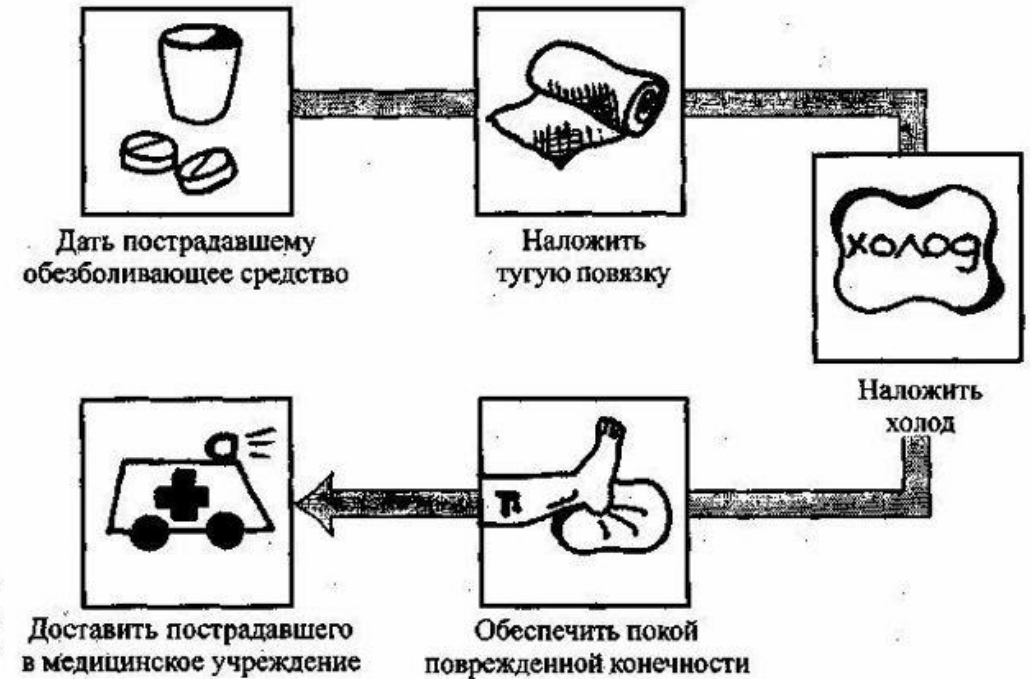 Дать пострадавшему
обезболивающее средство
Наложить
тугую повязку
холод
Наложить
холод
Обеспечить покой
поврежденной конечности
Доставить пострадавшего
в медицинское учреждение